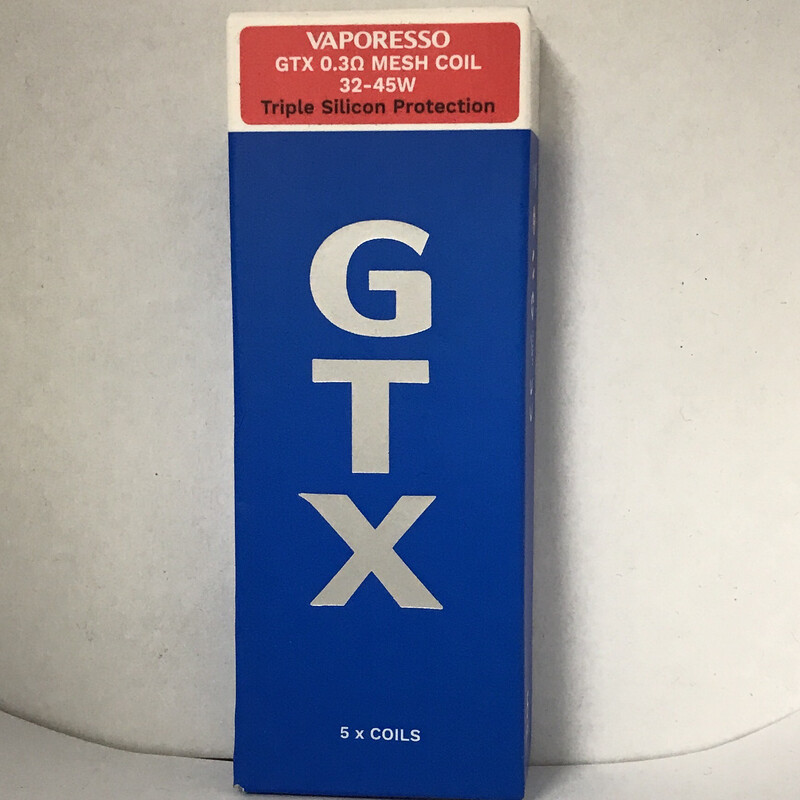 VAPORESSO
GTX 0.3Ω MESH COIL
32-45W
Triple Silicon Protection
G
T
X
5 x COILS